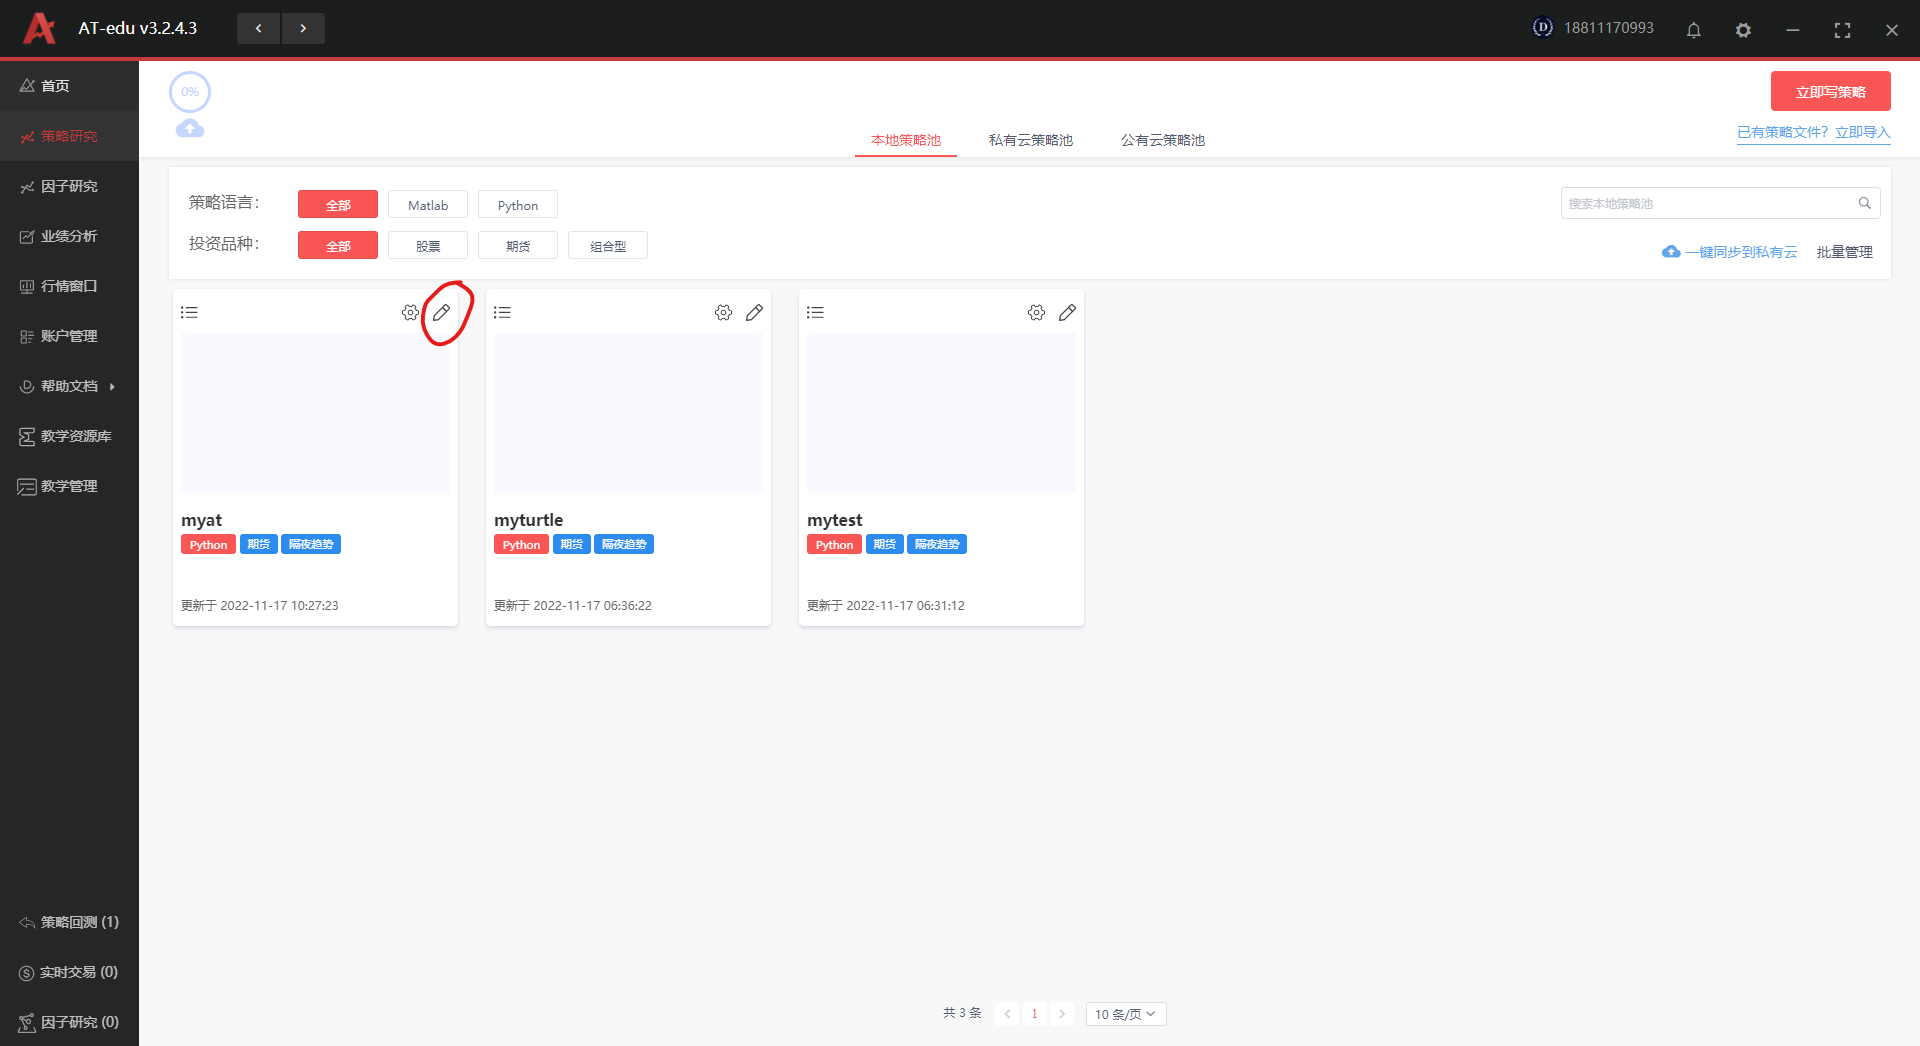 AT-edu v3.2.4.3
18811170993
首页
策略研究
因子研究
业绩分析
行情窗口
账户管理
帮助文档
教学资源库
教学管理
策略回测 (1)
实时交易 (0)
因子研究 (0)
0%
立即写策略
已有策略文件? 立即导入
本地策略池 私有云策略池 公有云策略池
策略语言: 全部 Matlab Python
搜索本地策略池
投资品种: 全部 股票 期货 组合型
一键同步到私有云 批量管理
myat
Python 期货 隔夜趋势
更新于 2022-11-17 10:27:23
myturtle
Python 期货 隔夜趋势
更新于 2022-11-17 06:36:22
mytest
Python 期货 隔夜趋势
更新于 2022-11-17 06:31:12
共 3 条 1 10 条/页